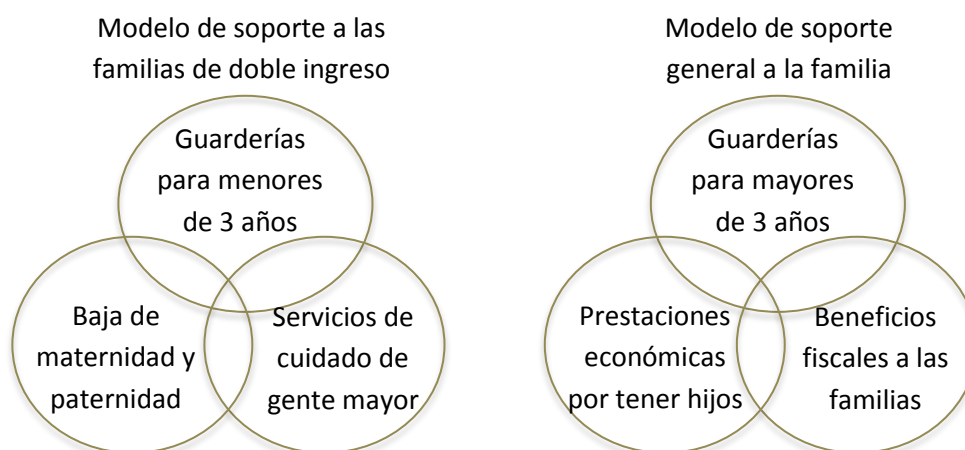 Modelo de soporte a las
familias de doble ingreso
Guarderías
para menores
de 3 años
Baja de
maternidad y
paternidad
Servicios de
cuidado de
gente mayor
Modelo de soporte
general a la familia
Guarderías
para mayores
de 3 años
Prestaciones
económicas
por tener hijos
Beneficios
fiscales a las
familias